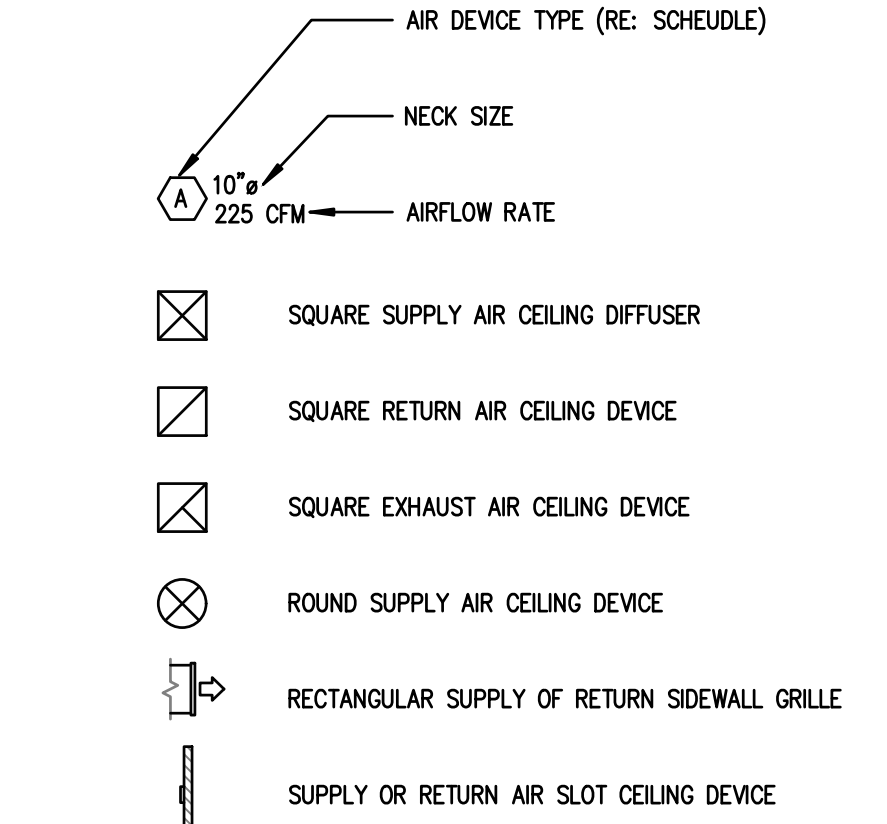 AIR DEVICE TYPE (RE: SCHEUDLE)
NECK SIZE
10"ø
A
225 CFM
AIRFLOW RATE
SQUARE SUPPLY AIR CEILING DIFFUSER
SQUARE RETURN AIR CEILING DEVICE
SQUARE EXHAUST AIR CEILING DEVICE
ROUND SUPPLY AIR CEILING DEVICE
RECTANGULAR SUPPLY OF RETURN SIDEWALL GRILLE
SUPPLY OR RETURN AIR SLOT CEILING DEVICE